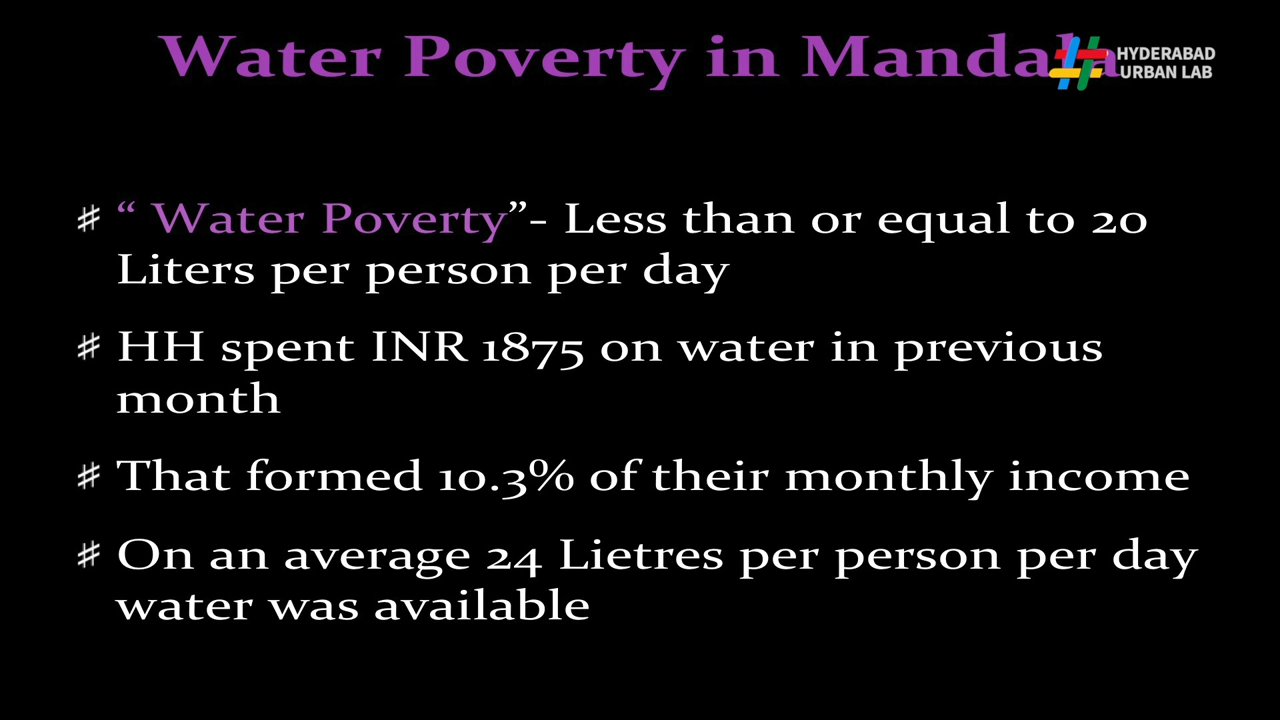 Water Poverty in Mandala
HYDERABAD
URBAN LAB
“ Water Poverty”- Less than or equal to 20
Liters per person per day
HH spent INR 1875 on water in previous
month
That formed 10.3% of their monthly income
On an average 24 Lietres per person per day
water was available